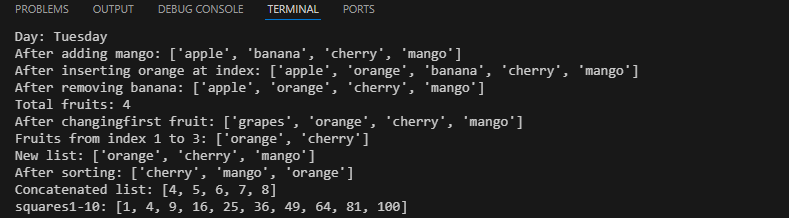 PROBLEMS OUTPUT DEBUG CONSOLE TERMINAL PORTS
Day: Tuesday
After adding mango: ['apple', 'banana', 'cherry', 'mango']
After inserting orange at index: ['apple', 'orange', 'banana', 'cherry', 'mango']
After removing banana: ['apple', 'orange', 'cherry', 'mango']
Total fruits: 4
After changingfirst fruit: ['grapes', 'orange', 'cherry', 'mango']
Fruits from index 1 to 3: ['orange', 'cherry']
New list: ['orange', 'cherry', 'mango']
After sorting: ['cherry', 'mango', 'orange']
Concatenated list: [4, 5, 6, 7, 8]
squares1-10: [1, 4, 9, 16, 25, 36, 49, 64, 81, 100]